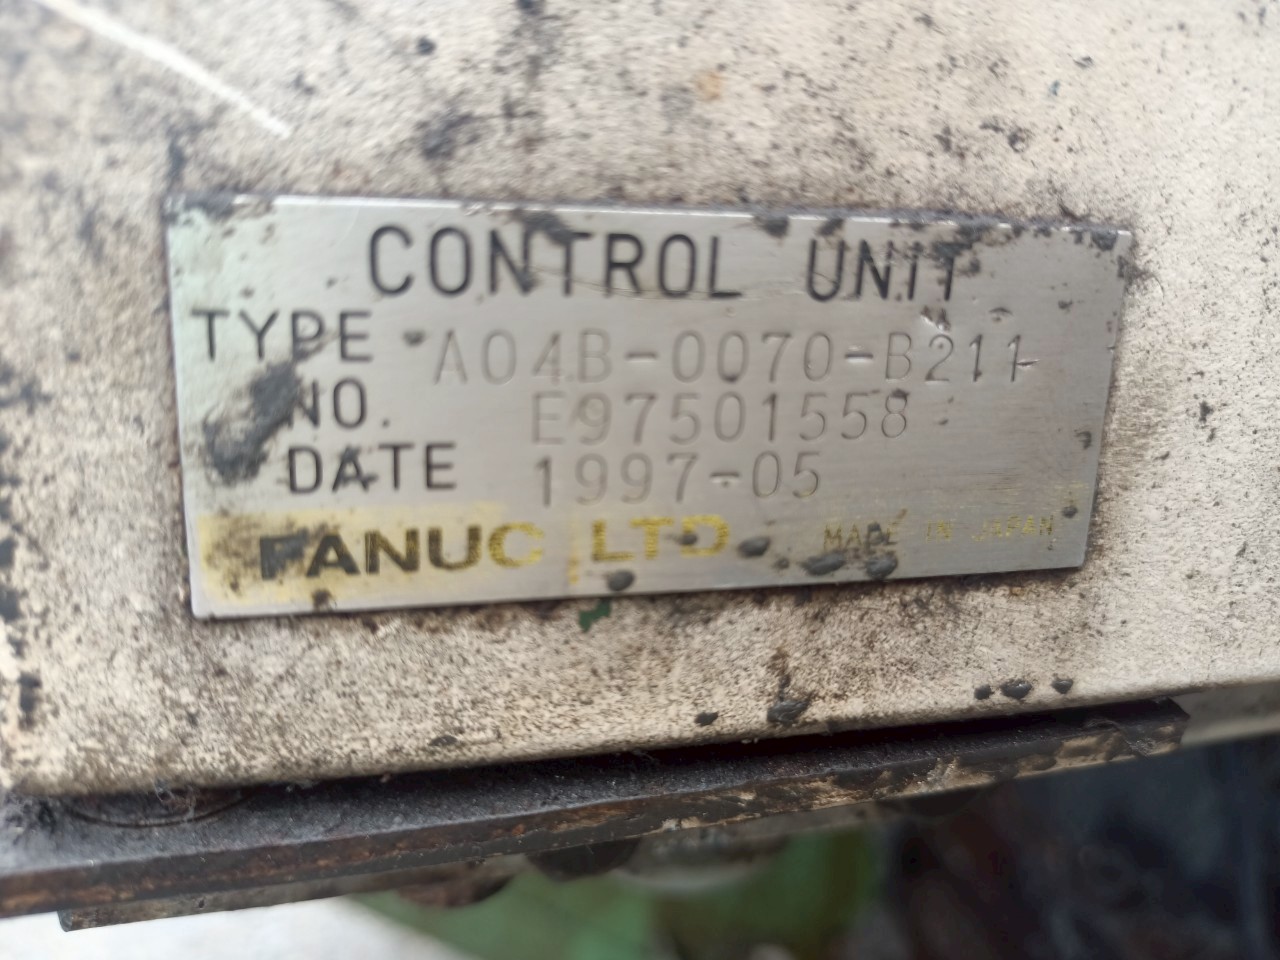 CONTROL UNIT
TYPE A04B-0070-B211
NO. E97501558
DATE 1997-05
FANUC LTD MADE IN JAPAN